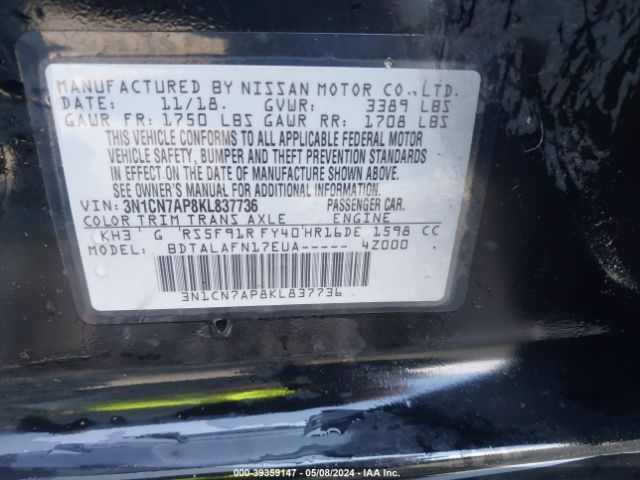 MANUFACTURED BY NISSAN MOTOR CO.,LTD.
DATE: 11/18. GVWR: 3389 LBS
GAWR FR: 1750 LBS GAWR RR: 1708 LBS
THIS VEHICLE CONFORMS TO ALL APPLICABLE FEDERAL MOTOR
VEHICLE SAFETY, BUMPER AND THEFT PREVENTION STANDARDS
IN EFFECT ON THE DATE OF MANUFACTURE SHOWN ABOVE.
SEE OWNER'S MANUAL FOR ADDITIONAL INFORMATION.
VIN: 3N1CN7AP8KL837736 PASSENGER CAR.
COLOR TRIM TRANS AXLE ENGINE
KH3 G RS5F91R FY40 HR16DE 1598 CC
MODEL: BDTALAFN17EUA----- 4Z000
3N1CN7AP8KL837736
000-39359147 - 05/08/2024 - IAA Inc.